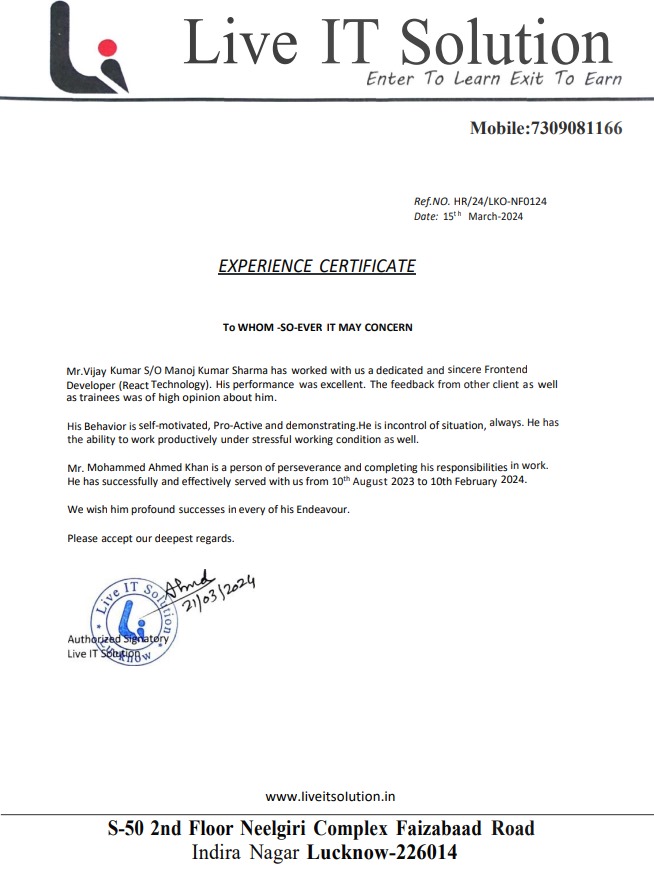 Live IT Solution
Enter To Learn Exit To Earn
Mobile:7309081166
Ref.NO. HR/24/LKO-NF0124
Date: 15th March-2024
EXPERIENCE CERTIFICATE
To WHOM -SO-EVER IT MAY CONCERN
Mr.Vijay Kumar S/O Manoj Kumar Sharma has worked with us a dedicated and sincere Frontend
Developer (React Technology). His performance was excellent. The feedback from other client as well
as trainees was of high opinion about him.
His Behavior is self-motivated, Pro-Active and demonstrating.He is incontrol of situation, always. He has
the ability to work productively under stressful working condition as well.
Mr. Mohammed Ahmed Khan is a person of perseverance and completing his responsibilities in work.
He has successfully and effectively served with us from 10th August 2023 to 10th February 2024.
We wish him profound successes in every of his Endeavour.
Please accept our deepest regards.
Live IT Solution
Lucknow
Ahmd
21/03/2024
Authorized Signatory
Live IT Solution
www.liveitsolution.in
S-50 2nd Floor Neelgiri Complex Faizabaad Road
Indira Nagar Lucknow-226014